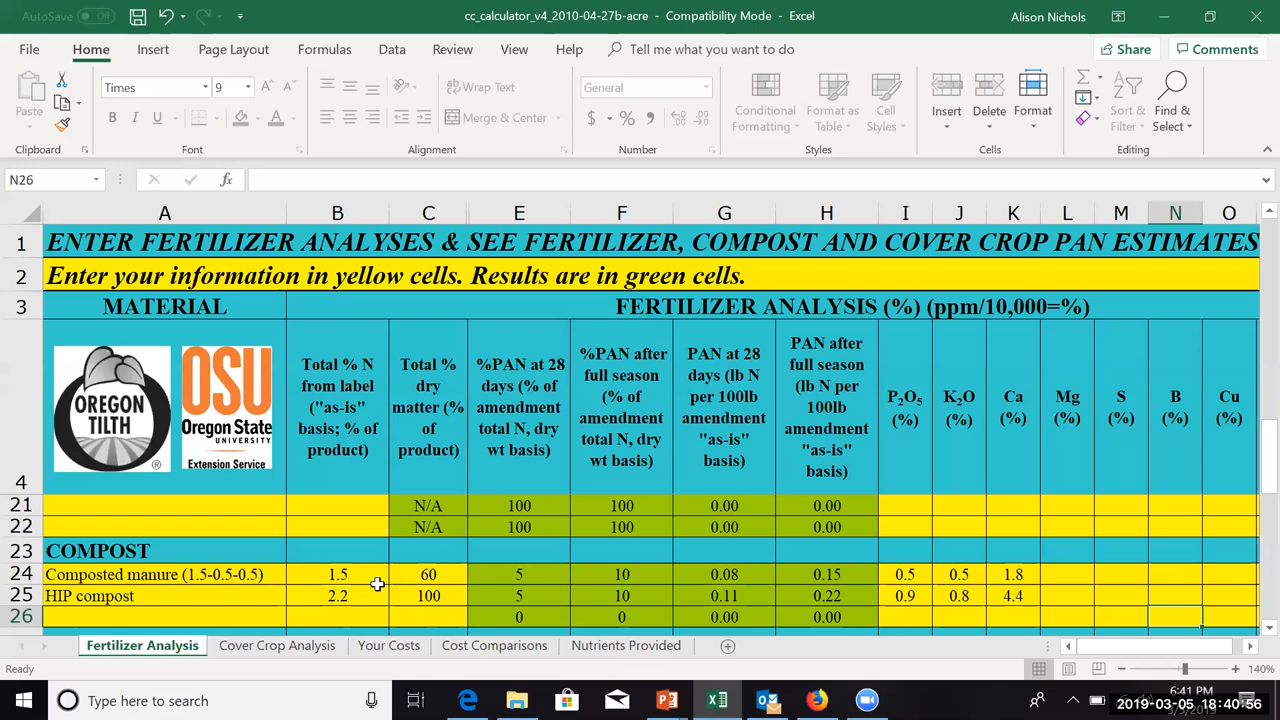 AutoSave Off
cc_calculator_v4_2010-04-27b-acre - Compatibility Mode - Excel
Alison Nichols
File Home Insert Page Layout Formulas Data Review View Help Tell me what you want to do Share Comments
Paste Times 9 Wrap Text General Conditional Formatting Format as Table Cell Styles Insert Delete Format Sort & Filter Find & Select
B I U A Merge & Center $ % ,
Clipboard Font Alignment Number Styles Cells Editing
N26 fx
A B C E F G H I J K L M N O
1 ENTER FERTILIZER ANALYSES & SEE FERTILIZER, COMPOST AND COVER CROP PAN ESTIMATES
2 Enter your information in yellow cells. Results are in green cells.
3 MATERIAL FERTILIZER ANALYSIS (%) (ppm/10,000=%)
4
OREGON TILTH ®
OSU
Oregon State
UNIVERSITY
Extension Service
Total % N from label ("as-is" basis; % of product)
Total % dry matter (% of product)
%PAN at 28 days (% of amendment total N, dry wt basis)
%PAN after full season (% of amendment total N, dry wt basis)
PAN at 28 days (lb N per 100lb amendment "as-is" basis)
PAN after full season (lb N per 100lb amendment "as-is" basis)
P2O5 (%)
K2O (%)
Ca (%)
Mg (%)
S (%)
B (%)
Cu (%)
21 N/A 100 100 0.00 0.00
22 N/A 100 100 0.00 0.00
23 COMPOST
24 Composted manure (1.5-0.5-0.5) 1.5 60 5 10 0.08 0.15 0.5 0.5 1.8
25 HIP compost 2.2 100 5 10 0.11 0.22 0.9 0.8 4.4
26 0 0 0.00 0.00
Fertilizer Analysis Cover Crop Analysis Your Costs Cost Comparisons Nutrients Provided
Ready 140%
Type here to search
6:41 PM
2019-03-05 18:40:56